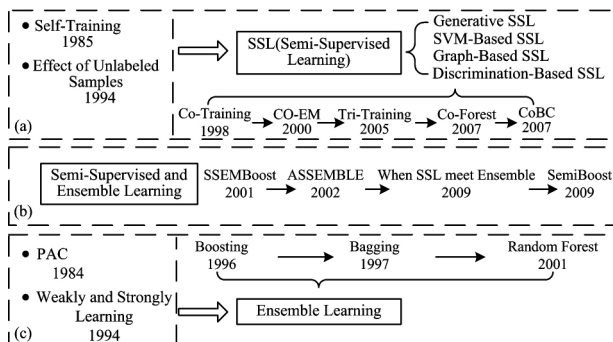 ● Self-Training
1985
● Effect of Unlabeled
Samples
1994
(a)
SSL(Semi-Supervised
Learning)
Generative SSL
SVM-Based SSL
Graph-Based SSL
Discrimination-Based SSL
Co-Training
1998
CO-EM
2000
Tri-Training
2005
Co-Forest
2007
CoBC
2007
(b)
Semi-Supervised and
Ensemble Learning
SSEMBoost
2001
ASSEMBLE
2002
When SSL meet Ensemble
2009
SemiBoost
2009
● PAC
1984
● Weakly and Strongly
Learning
1994
(c)
Boosting
1996
Bagging
1997
Random Forest
2001
Ensemble Learning